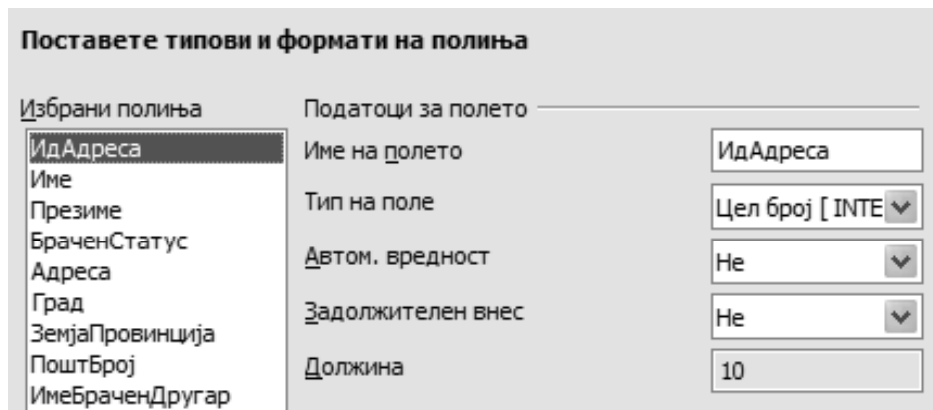 Поставете типови и формати на полиња
Избрани полиња
ИдАдреса
Име
Презиме
БраченСтатус
Адреса
Град
ЗемјаПровинција
ПоштБрој
ИмеБраченДругар
Податоци за полето
Име на полето
ИдАдреса
Тип на поле
Цел број [ INTE
Автом. вредност
Не
Задолжителен внес
Не
Должина
10